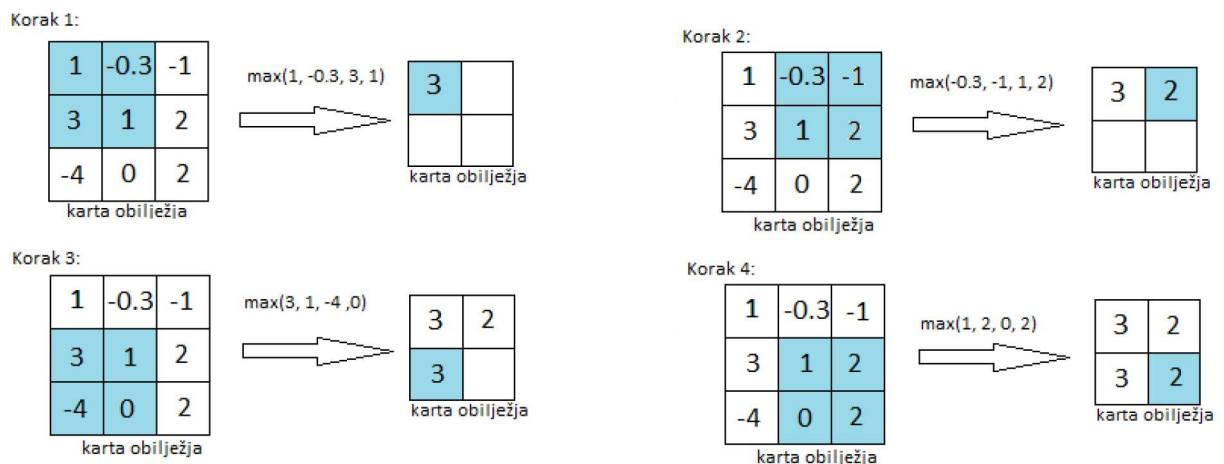 Korak 1:
1 -0.3 -1
3 1 2
-4 0 2
karta obilježja
max(1, -0.3, 3, 1)
3
karta obilježja
Korak 2:
1 -0.3 -1
3 1 2
-4 0 2
karta obilježja
max(-0.3, -1, 1, 2)
3 2
karta obilježja
Korak 3:
1 -0.3 -1
3 1 2
-4 0 2
karta obilježja
max(3, 1, -4 ,0)
3 2
3
karta obilježja
Korak 4:
1 -0.3 -1
3 1 2
-4 0 2
karta obilježja
max(1, 2, 0, 2)
3 2
3 2
karta obilježja